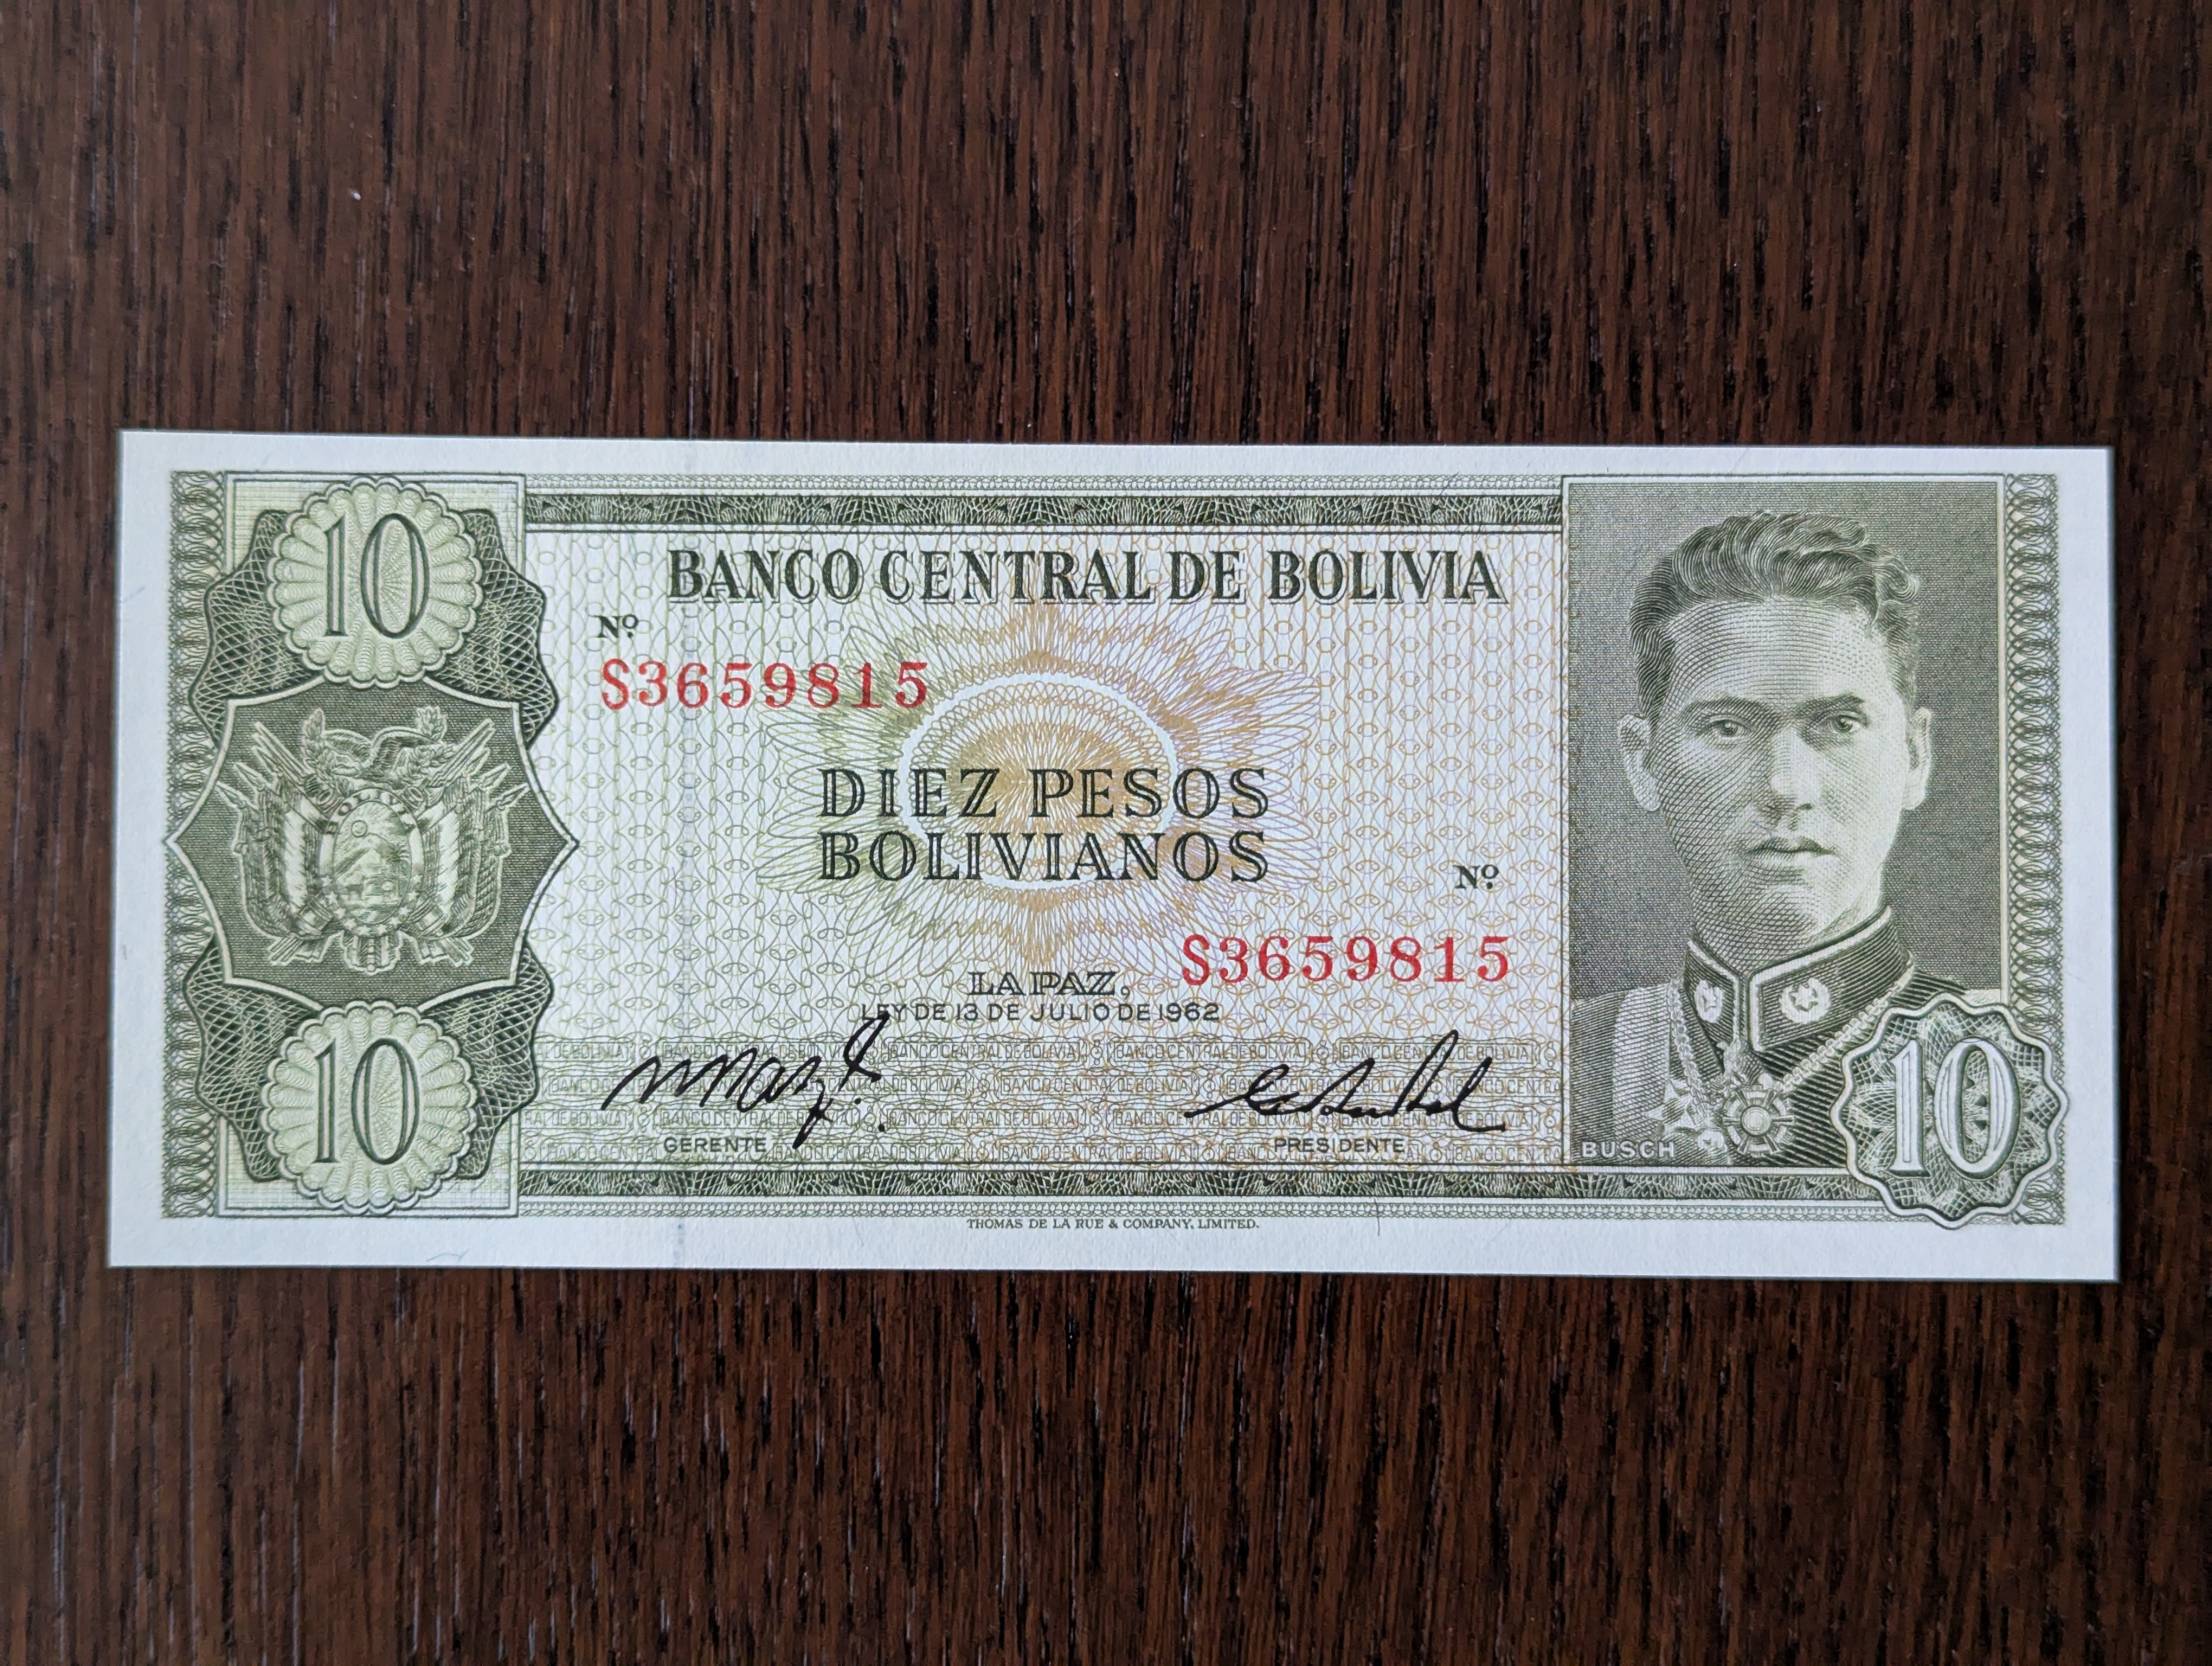 10
BANCO CENTRAL DE BOLIVIA
Nº
S3659815
DIEZ PESOS
BOLIVIANOS
Nº
S3659815
LA PAZ,
LEY DE 13 DE JULIO DE 1962
GERENTE
PRESIDENTE
BUSCH
10
10
THOMAS DE LA RUE & COMPANY, LIMITED.